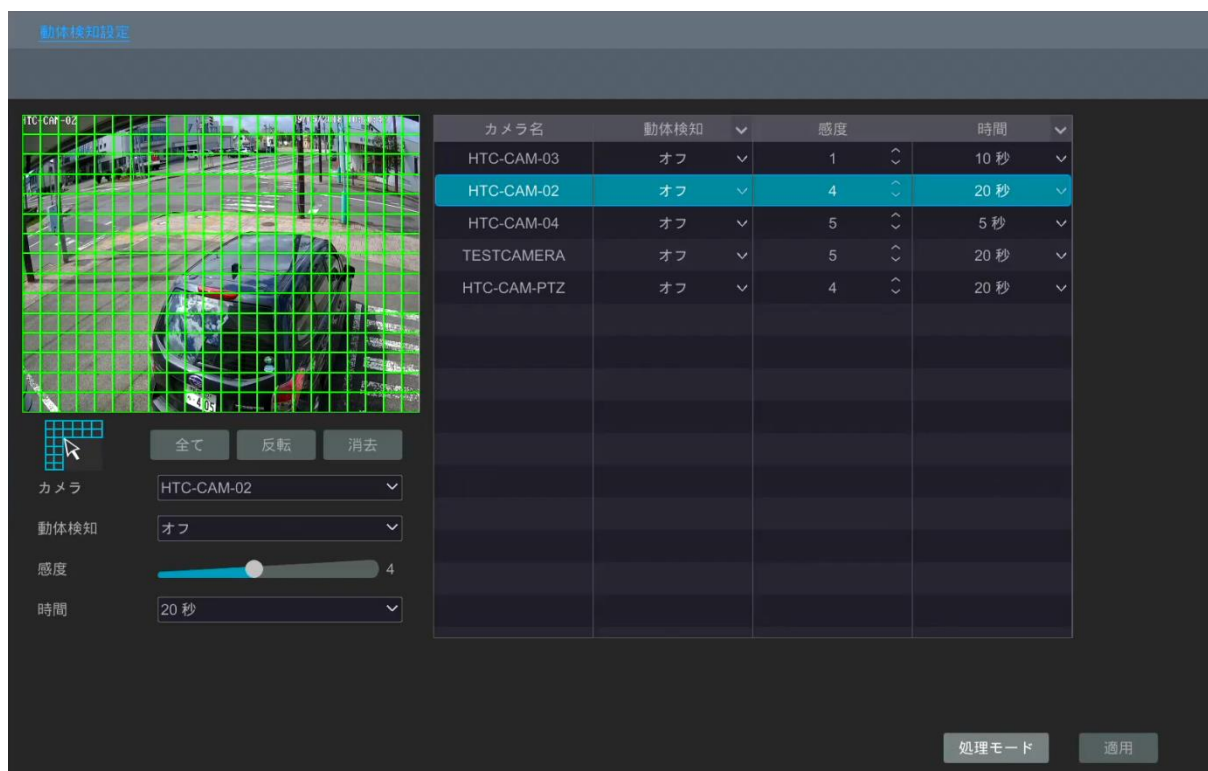 動体検知設定
HTC-CAM-02
カメラ名 動体検知 感度 時間
HTC-CAM-03 オフ 1 10 秒
HTC-CAM-02 オフ 4 20 秒
HTC-CAM-04 オフ 5 5 秒
TESTCAMERA オフ 5 20 秒
HTC-CAM-PTZ オフ 4 20 秒
全て 反転 消去
カメラ HTC-CAM-02
動体検知 オフ
感度 4
時間 20 秒
処理モード 適用